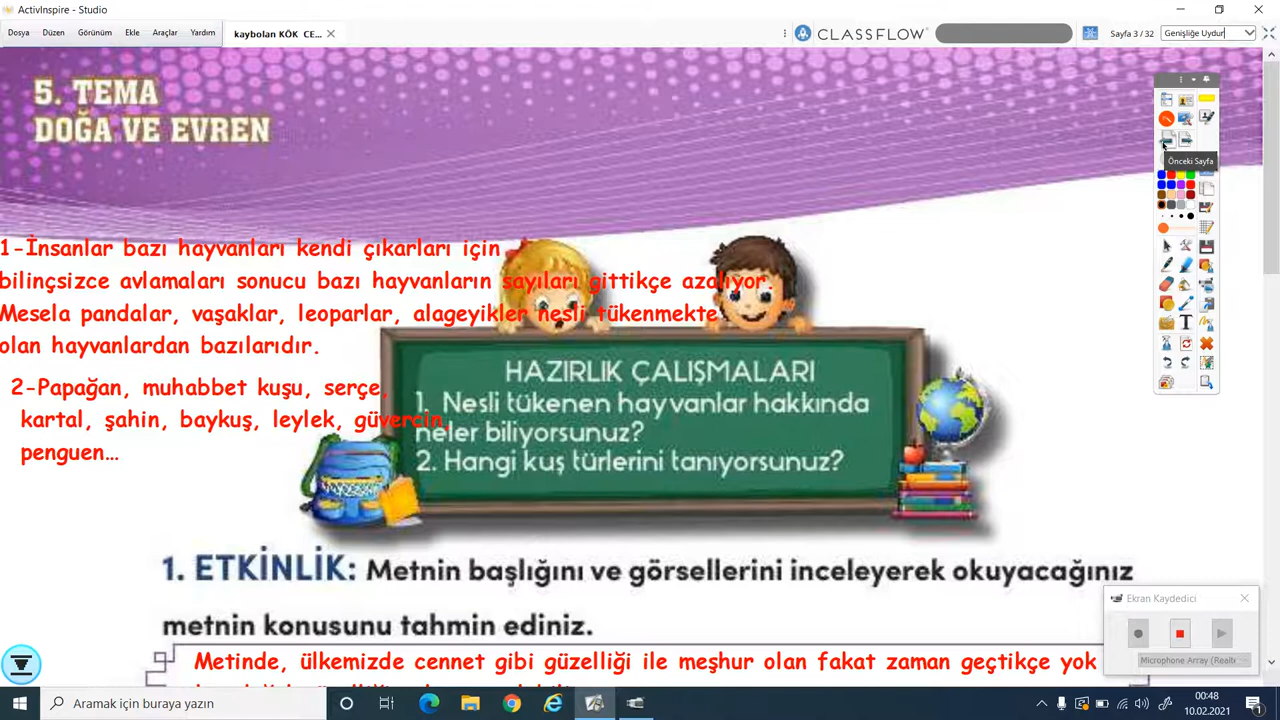 ActivInspire - Studio
Dosya Düzen Görünüm Ekle Araçlar Yardım
kaybolan KÖK CE...
CLASSFLOW
Sayfa 3 / 32
Genişliğe Uydur
5. TEMA
DOĞA VE EVREN
Önceki Sayfa
1-İnsanlar bazı hayvanları kendi çıkarları için
bilinçsizce avlamaları sonucu bazı hayvanların sayıları gittikçe azalıyor.
Mesela pandalar, vaşaklar, leoparlar, alageyikler nesli tükenmekte
olan hayvanlardan bazılarıdır.
2-Papağan, muhabbet kuşu, serçe,
kartal, şahin, baykuş, leylek, güvercin,
penguen...
HAZIRLIK ÇALIŞMALARI
1. Nesli tükenen hayvanlar hakkında
neler biliyorsunuz?
2. Hangi kuş türlerini tanıyorsunuz?
1. ETKİNLİK: Metnin başlığını ve görsellerini inceleyerek okuyacağınız
metnin konusunu tahmin ediniz.
Metinde, ülkemizde cennet gibi güzelliği ile meşhur olan fakat zaman geçtikçe yok
Ekran Kaydedici
Microphone Array (Realt
Aramak için buraya yazın
00:48
10.02.2021
1